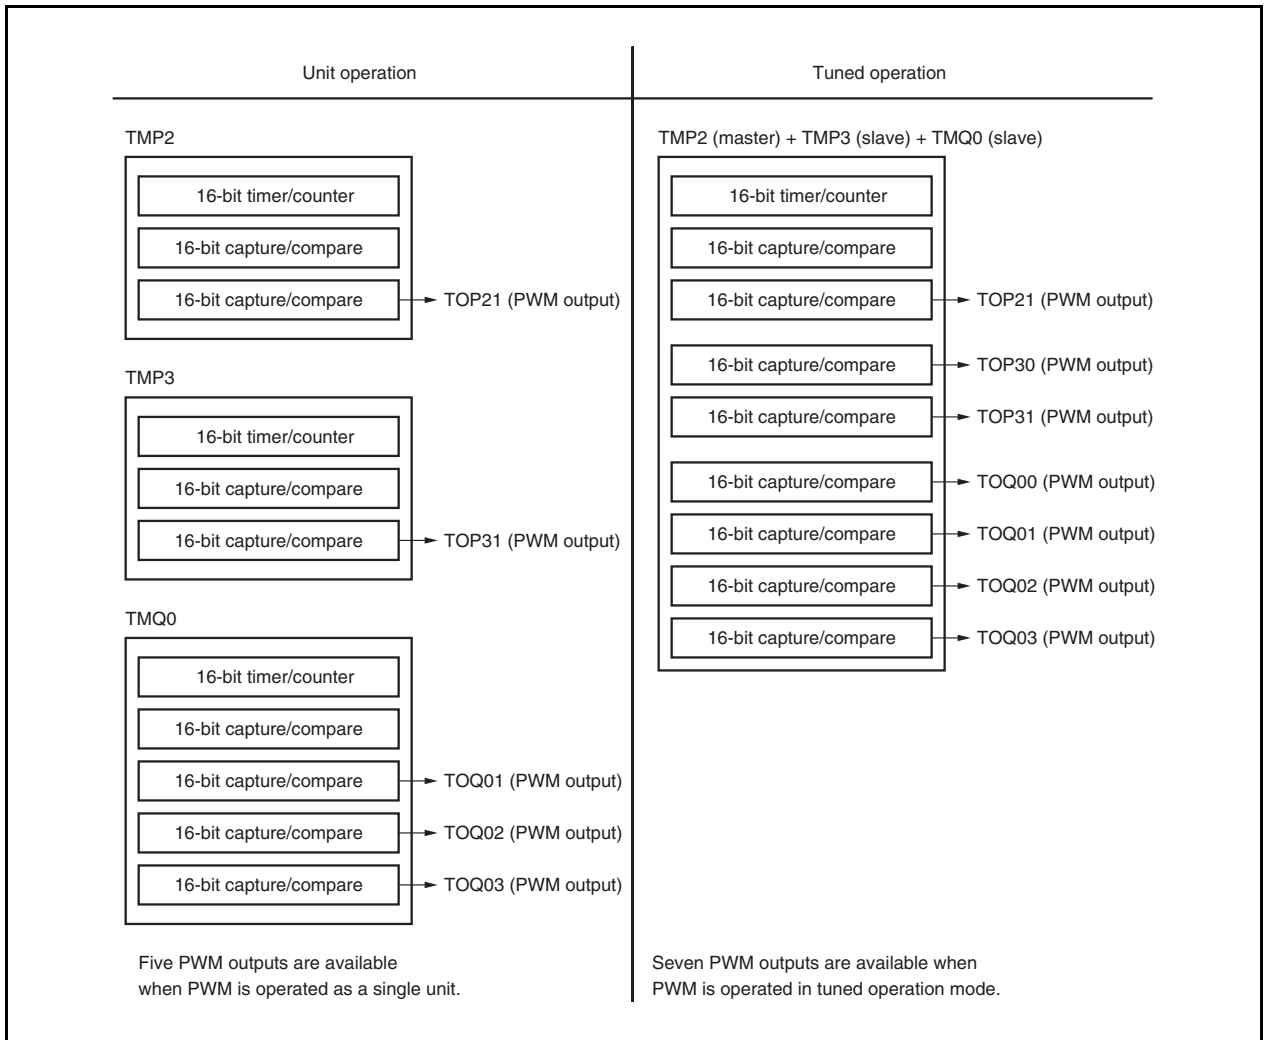 Unit operation
TMP2
16-bit timer/counter
16-bit capture/compare
16-bit capture/compare
TOP21 (PWM output)
TMP3
16-bit timer/counter
16-bit capture/compare
16-bit capture/compare
TOP31 (PWM output)
TMQ0
16-bit timer/counter
16-bit capture/compare
16-bit capture/compare
TOQ01 (PWM output)
16-bit capture/compare
TOQ02 (PWM output)
16-bit capture/compare
TOQ03 (PWM output)
Five PWM outputs are available
when PWM is operated as a single unit.
Tuned operation
TMP2 (master) + TMP3 (slave) + TMQ0 (slave)
16-bit timer/counter
16-bit capture/compare
16-bit capture/compare
TOP21 (PWM output)
16-bit capture/compare
TOP30 (PWM output)
16-bit capture/compare
TOP31 (PWM output)
16-bit capture/compare
TOQ00 (PWM output)
16-bit capture/compare
TOQ01 (PWM output)
16-bit capture/compare
TOQ02 (PWM output)
16-bit capture/compare
TOQ03 (PWM output)
Seven PWM outputs are available when
PWM is operated in tuned operation mode.